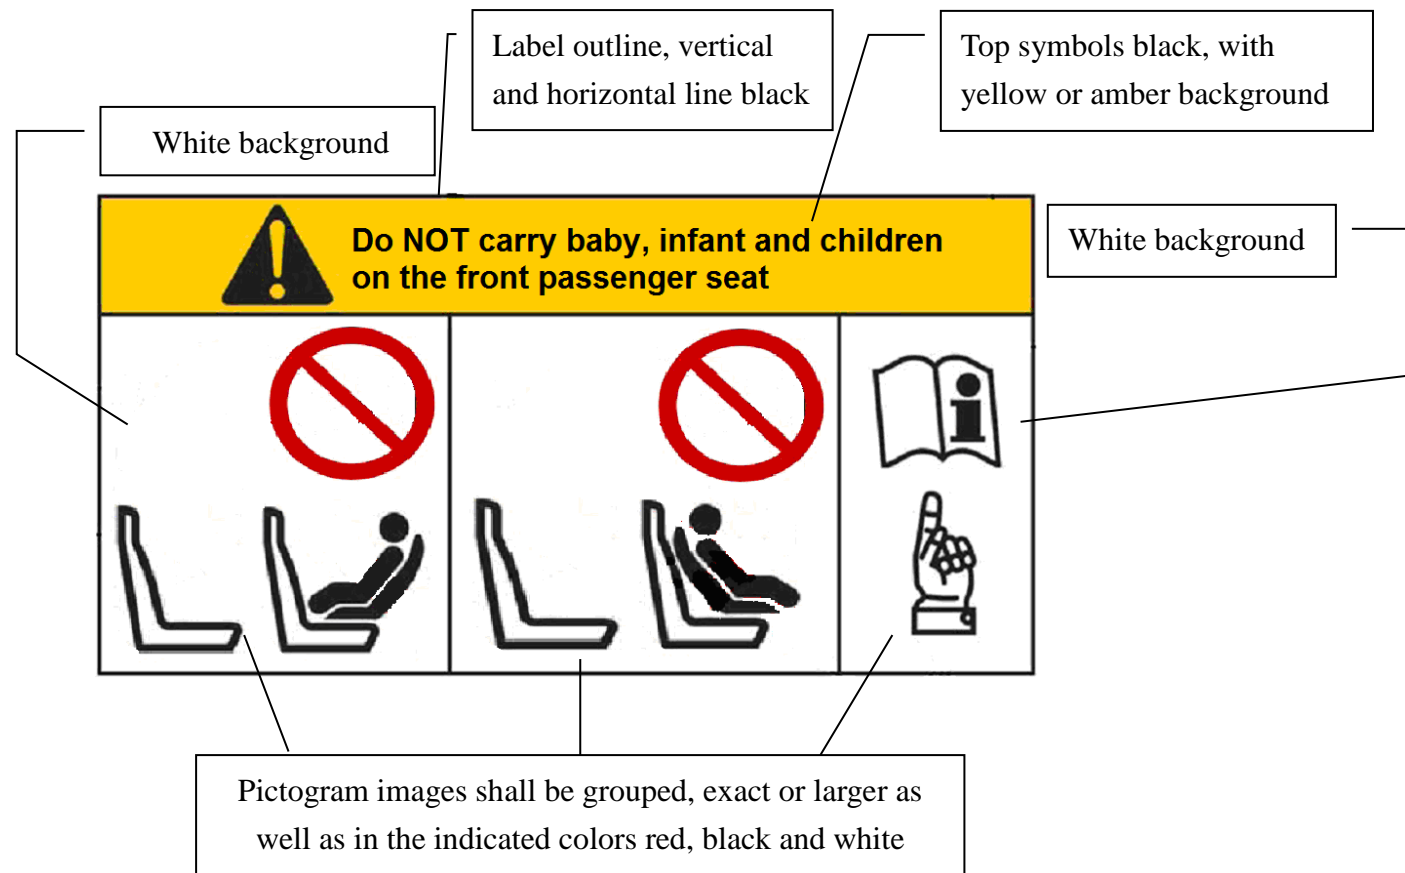 Label outline, vertical
and horizontal line black
Top symbols black, with
yellow or amber background
White background
Do NOT carry baby, infant and children
on the front passenger seat
White background
Pictogram images shall be grouped, exact or larger as
well as in the indicated colors red, black and white